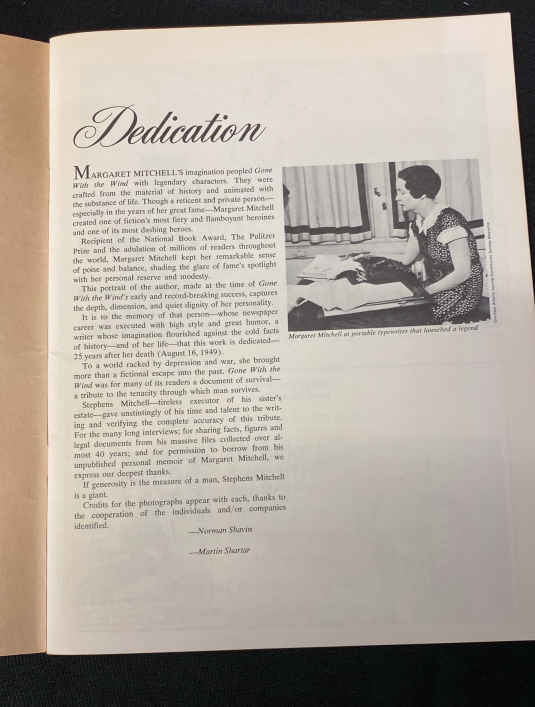 Dedication
MARGARET MITCHELL'S imagination peopled Gone
With the Wind with legendary characters. They were
crafted from the material of history and animated with
the substance of life. Though a reticent and private person—
especially in the years of her great fame—Margaret Mitchell
created one of fiction's most fiery and flamboyant heroines
and one of its most dashing heroes.
Recipient of the National Book Award, The Pulitzer
Prize and the adulation of millions of readers throughout
the world, Margaret Mitchell kept her remarkable sense
of poise and balance, shading the glare of fame's spotlight
with her personal reserve and modesty.
This portrait of the author, made at the time of Gone
With the Wind's early and record-breaking success, captures
the depth, dimension, and quiet dignity of her personality.
It is to the memory of that person—whose newspaper
career was executed with high style and great humor, a
writer whose imagination flourished against the cold facts
of history—and of her life—that this work is dedicated—
25 years after her death (August 16, 1949).
To a world racked by depression and war, she brought
more than a fictional escape into the past. Gone With the
Wind was for many of its readers a document of survival—
a tribute to the tenacity through which man survives.
Stephens Mitchell—tireless executor of his sister's
estate—gave unstintingly of his time and talent to the writ-
ing and verifying the complete accuracy of this tribute.
For the many long interviews; for sharing facts, figures and
legal documents from his massive files collected over al-
most 40 years; and for permission to borrow from his
unpublished personal memoir of Margaret Mitchell, we
express our deepest thanks.
If generosity is the measure of a man, Stephens Mitchell
is a giant.
Credits for the photographs appear with each, thanks to
the cooperation of the individuals and/or companies
identified.
—Norman Shavin
—Martin Shartar
Margaret Mitchell at portable typewriter that launched a legend